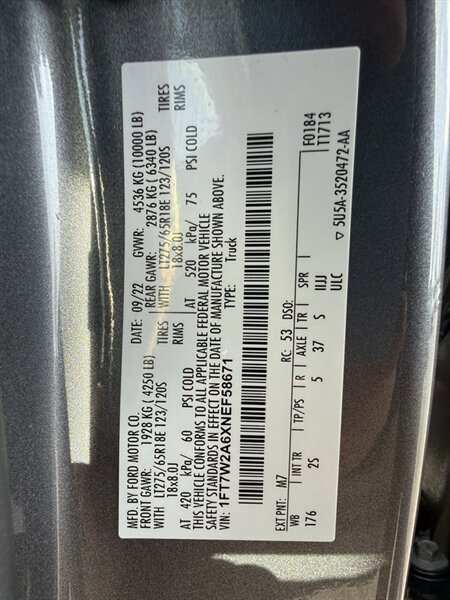 MFD. BY FORD MOTOR CO.
DATE: 09/22 GVWR: 4536 KG (10000 LB)
FRONT GAWR: 1928 KG ( 4250 LB) REAR GAWR: 2876 KG ( 6340 LB)
WITH LT275/65R18E 123/120S TIRES WITH LT275/65R18E 123/120S TIRES
18x8.0J RIMS 18x8.0J RIMS
AT 420 kPa/ 60 PSI COLD AT 520 kPa/ 75 PSI COLD
THIS VEHICLE CONFORMS TO ALL APPLICABLE FEDERAL MOTOR VEHICLE
SAFETY STANDARDS IN EFFECT ON THE DATE OF MANUFACTURE SHOWN ABOVE.
VIN: 1FT7W2A6XNEF58671 TYPE: Truck
F0184
T1713
EXT PNT: M7 RC: 53 DSO:
WB INT TR TP/PS R AXLE TR SPR
176 2S 5 37 S IIJJ
ULC
▽ 5U5A-3520472-AA